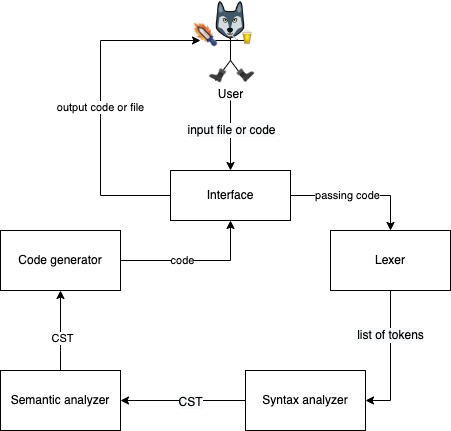 User
input file or code
output code or file
Interface
passing code
Code generator
code
Lexer
list of tokens
CST
Semantic analyzer
CST
Syntax analyzer